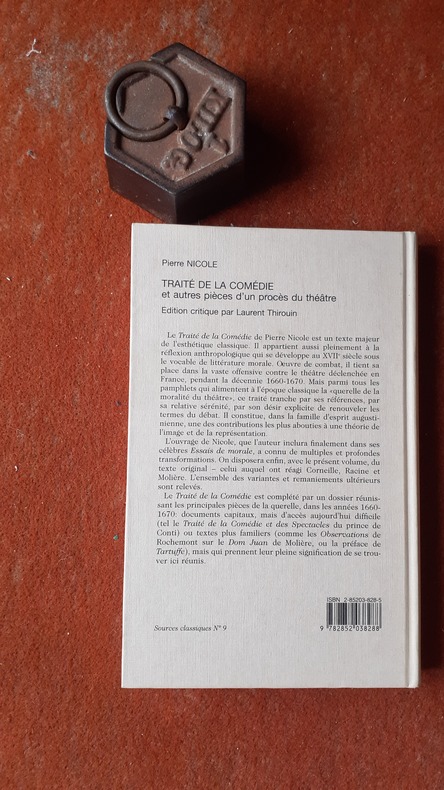 1
KILOG
Pierre NICOLE
TRAITÉ DE LA COMÉDIE
et autres pièces d'un procès du théâtre
Edition critique par Laurent Thirouin
Le Traité de la Comédie de Pierre Nicole est un texte majeur
de l'esthétique classique. Il appartient aussi pleinement à la
réflexion anthropologique qui se développe au XVIIe siècle sous
le vocable de littérature morale. Oeuvre de combat, il tient sa
place dans la vaste offensive contre le théâtre déclenchée en
France, pendant la décennie 1660-1670. Mais parmi tous les
pamphlets qui alimentent à l'époque classique la «querelle de la
moralité du théâtre», ce traité tranche par ses références, par
sa relative sérénité, par son désir explicite de renouveler les
termes du débat. Il constitue, dans la famille d'esprit augusti-
nienne, une des contributions les plus abouties à une théorie de
l'image et de la représentation.
L'ouvrage de Nicole, que l'auteur inclura finalement dans ses
célèbres Essais de morale, a connu de multiples et profondes
transformations. On disposera enfin, avec le présent volume, du
texte original – celui auquel ont réagi Corneille, Racine et
Molière. L'ensemble des variantes et remaniements ultérieurs
sont relevés.
Le Traité de la Comédie est complété par un dossier réunis-
sant les principales pièces de la querelle, dans les années 1660-
1670: documents capitaux, mais d'accès aujourd'hui difficile
(tel le Traité de la Comédie et des Spectacles du prince de
Conti) ou textes plus familiers (comme les Observations de
Rochemont sur le Dom Juan de Molière, ou la préface de
Tartuffe), mais qui prennent leur pleine signification de se trou-
ver ici réunis.
ISBN 2-85203-828-5
9 782852 038288
Sources classiques N° 9